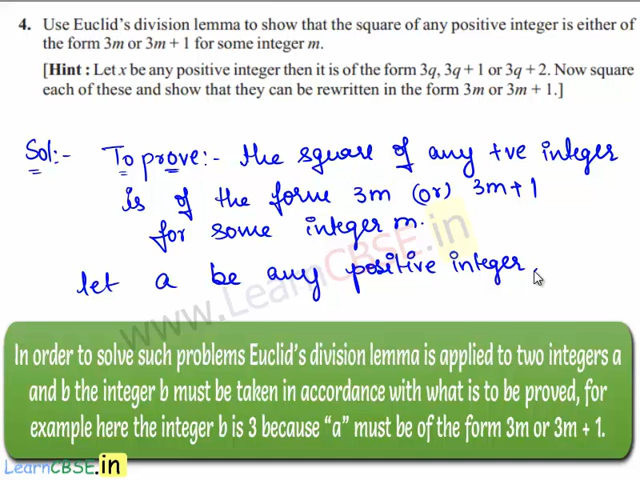 4. Use Euclid's division lemma to show that the square of any positive integer is either of
the form 3m or 3m + 1 for some integer m.
[Hint : Let x be any positive integer then it is of the form 3q, 3q + 1 or 3q + 2. Now square
each of these and show that they can be rewritten in the form 3m or 3m + 1.]
Sol:- To prove:- the square of any +ve integer
is of the form 3m (or) 3m+1
for some integer m.
let a be any positive integer,
www.LearnCBSE.in
In order to solve such problems Euclid's division lemma is applied to two integers a
and b the integer b must be taken in accordance with what is to be proved, for
example here the integer b is 3 because "a" must be of the form 3m or 3m + 1.
LearnCBSE.in